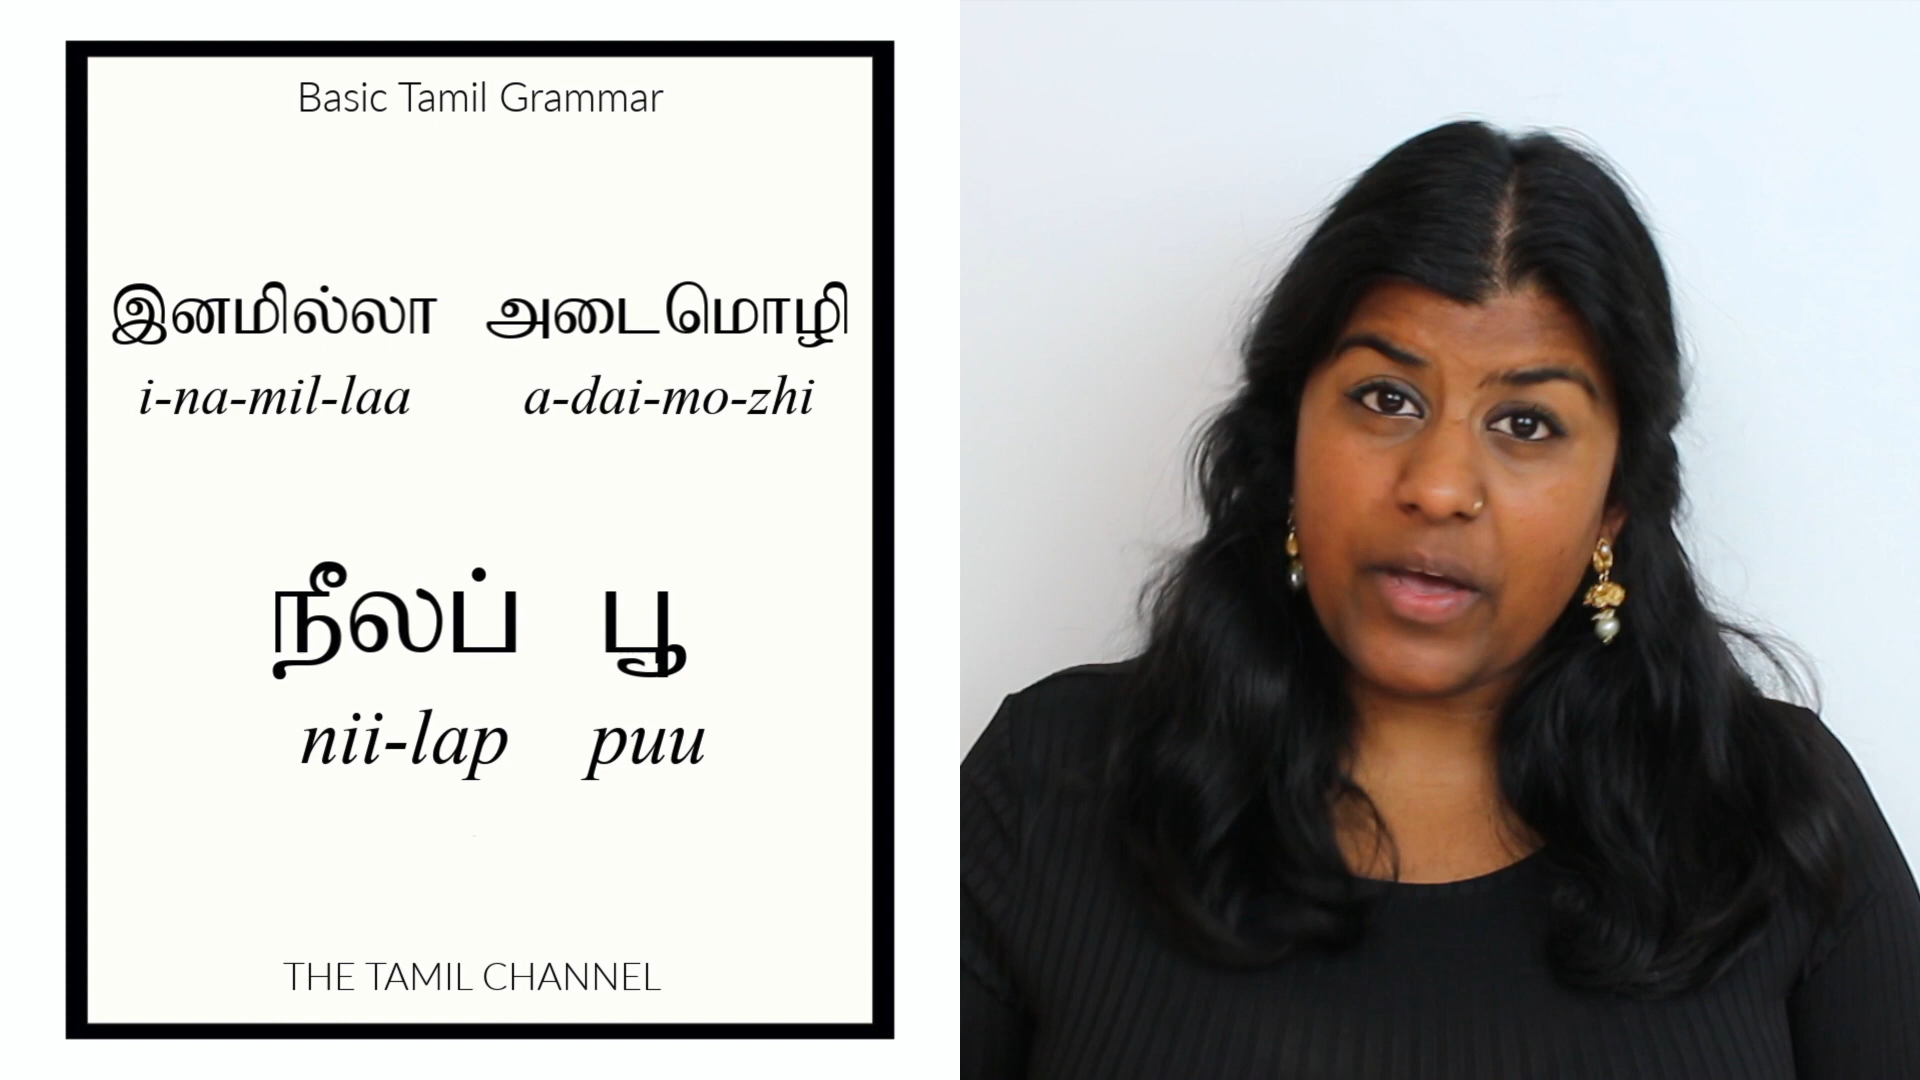 Basic Tamil Grammar
இனமில்லா அடைமொழி
i-na-mil-laa a-dai-mo-zhi
நீலப் பூ
nii-lap puu
THE TAMIL CHANNEL